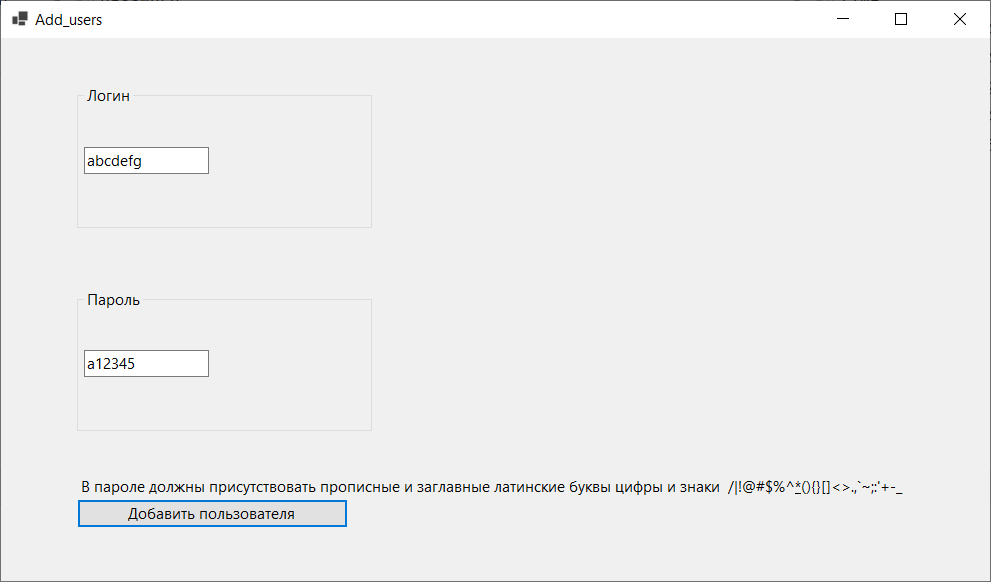 Add_users
Логин
abcdefg
Пароль
a12345
В пароле должны присутствовать прописные и заглавные латинские буквы цифры и знаки /|!@#$%^*(){}[]<>.,`~;:'+-_
Добавить пользователя